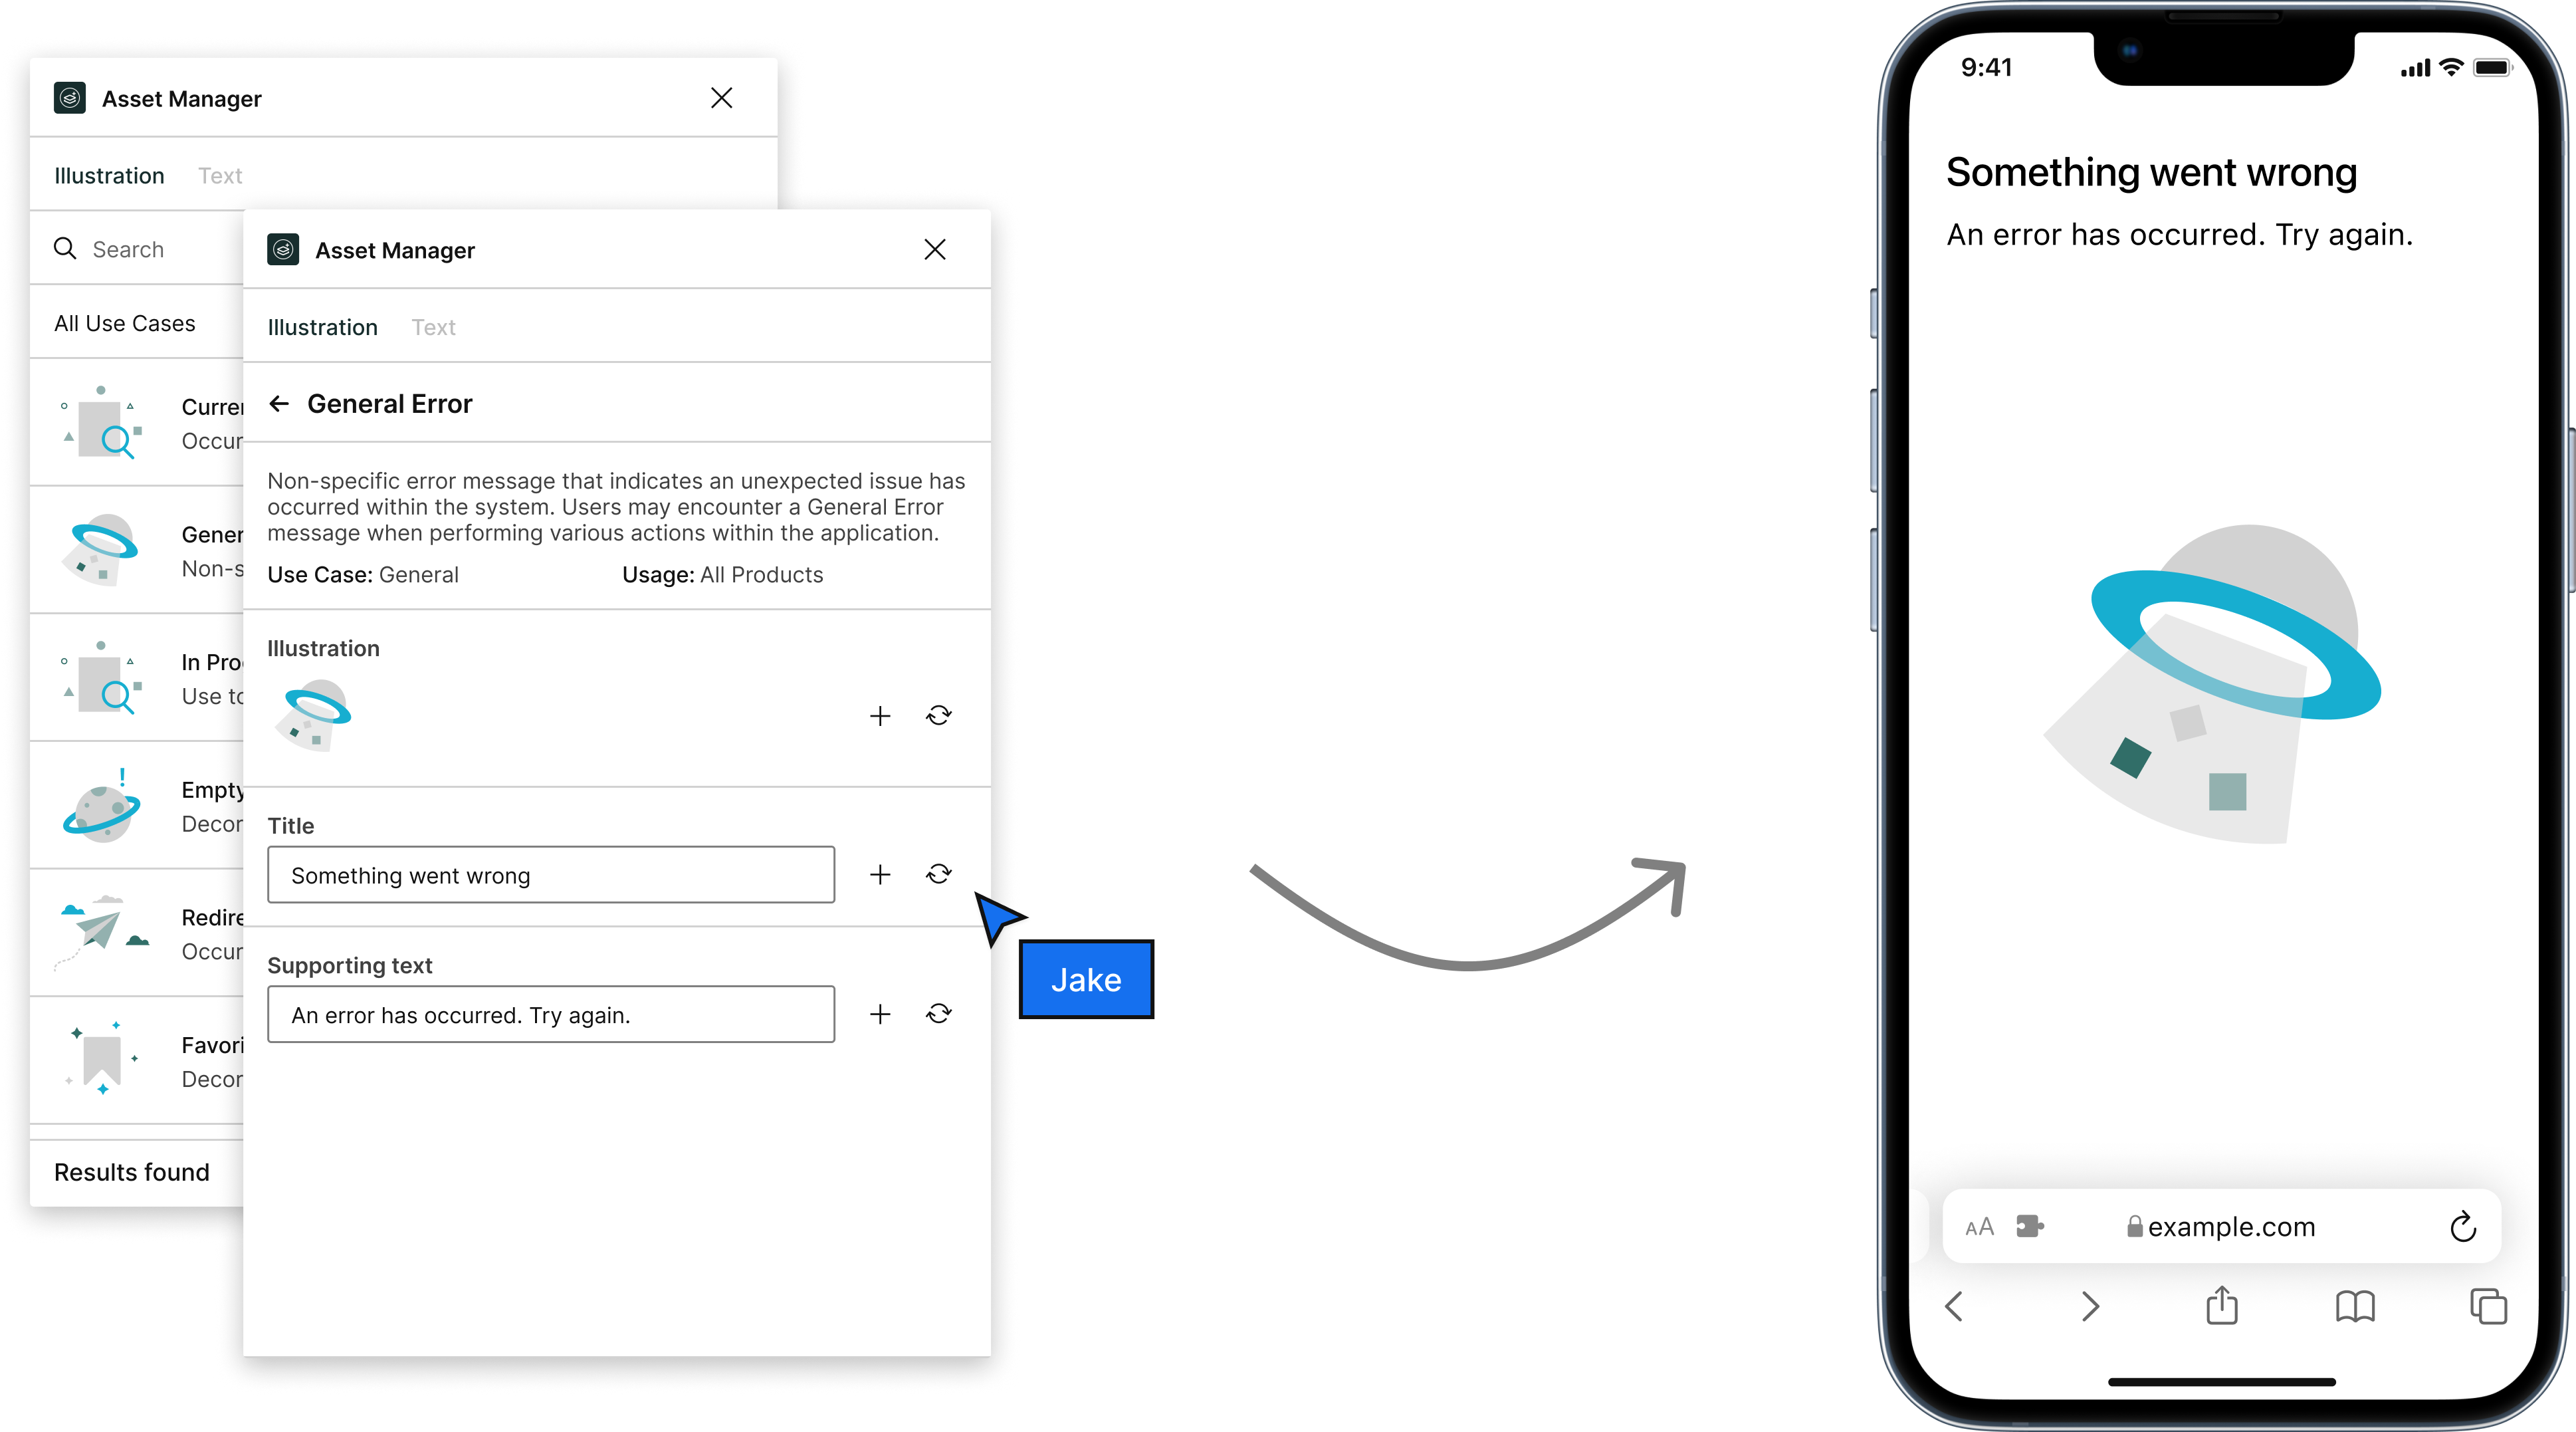 Asset Manager
Illustration Text
Search
All Use Cases
Curre
Occur
Gener
Non-s
In Pro
Use to
Empty
Decor
Redire
Occur
Favori
Decor
Results found
Asset Manager
Illustration Text
General Error
Non-specific error message that indicates an unexpected issue has
occurred within the system. Users may encounter a General Error
message when performing various actions within the application.
Use Case: General Usage: All Products
Illustration
Title
Something went wrong
Supporting text
An error has occurred. Try again.
Jake
9:41
Something went wrong
An error has occurred. Try again.
AA example.com